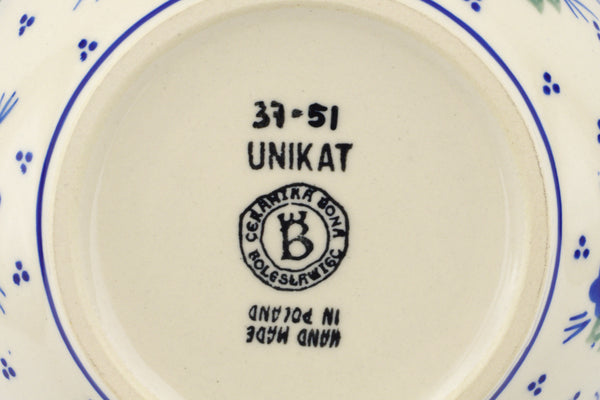 37-51
UNIKAT
CERAMIKA BONA
B
BOLESŁAWIEC
HAND MADE
IN POLAND